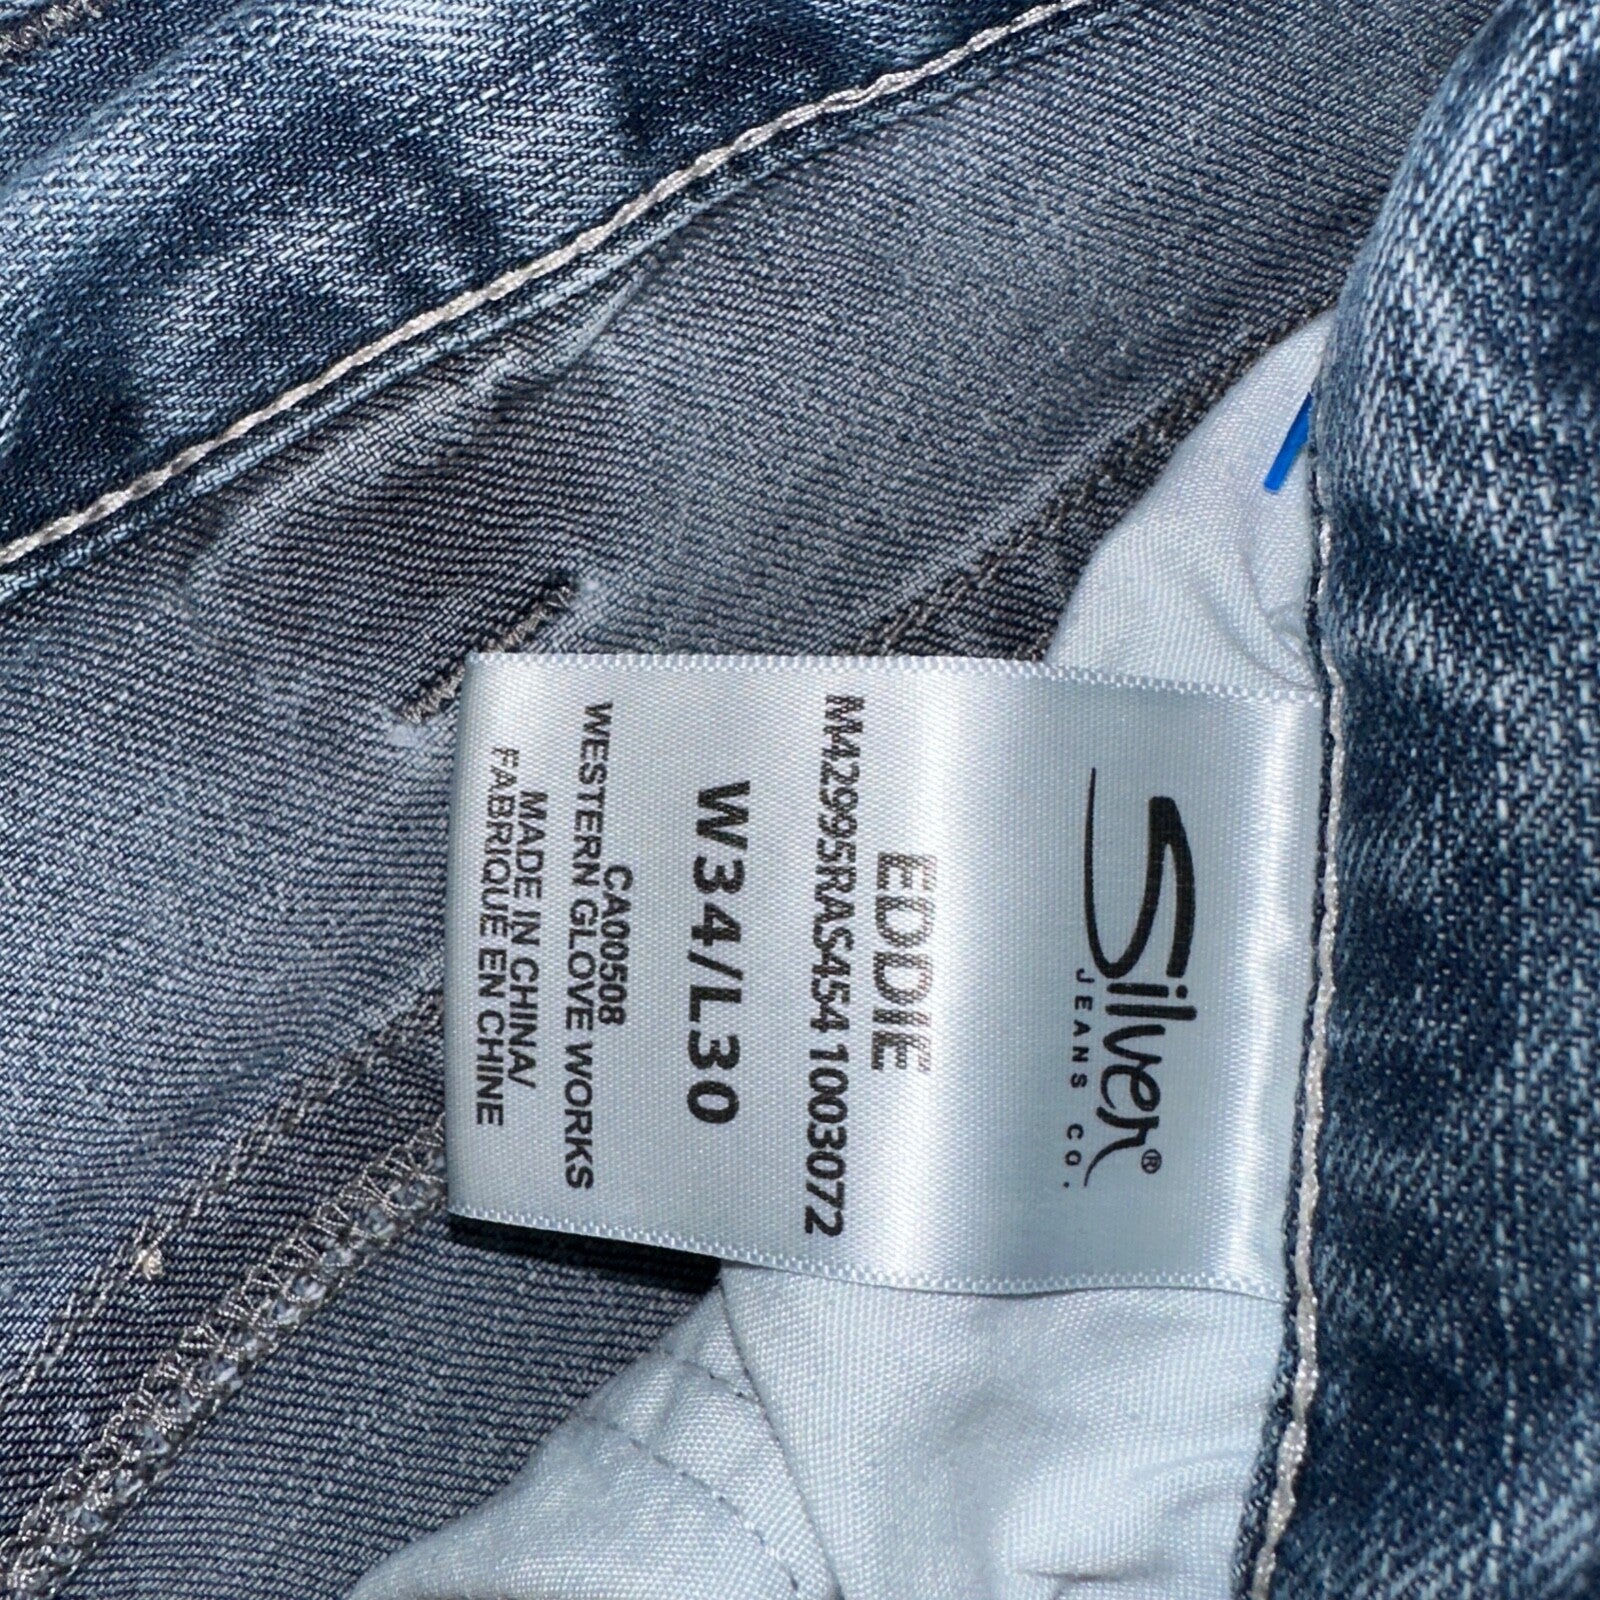 Silver®
JEANS CO.
EDDIE
M42995RAS454 1003072
W34/L30
CA00508
WESTERN GLOVE WORKS
MADE IN CHINA/
FABRIQUE EN CHINE